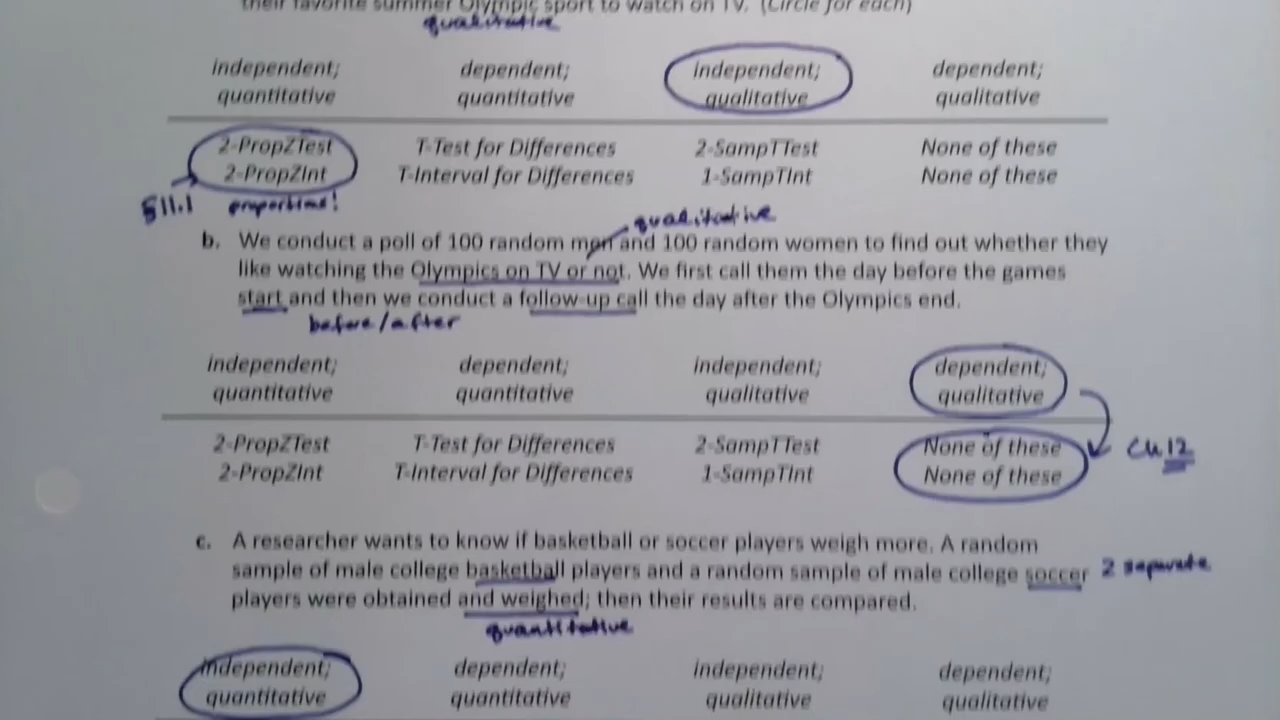 their favorite summer Olympic sport to watch on TV. (Circle for each)
qualitative
independent; dependent; independent; dependent;
quantitative quantitative qualitative qualitative
2-PropZTest T-Test for Differences 2-SampTTest None of these
2-PropZInt T-Interval for Differences 1-SampTInt None of these
§11.1 proportions!
qualitative
b. We conduct a poll of 100 random men and 100 random women to find out whether they
like watching the Olympics on TV or not. We first call them the day before the games
start and then we conduct a follow-up call the day after the Olympics end.
before/after
independent; dependent; independent; dependent;
quantitative quantitative qualitative qualitative
2-PropZTest T-Test for Differences 2-SampTTest None of these
2-PropZInt T-Interval for Differences 1-SampTInt None of these
Ch 12
c. A researcher wants to know if basketball or soccer players weigh more. A random
sample of male college basketball players and a random sample of male college soccer 2 separate
players were obtained and weighed; then their results are compared.
quantitative
independent; dependent; independent; dependent;
quantitative quantitative qualitative qualitative